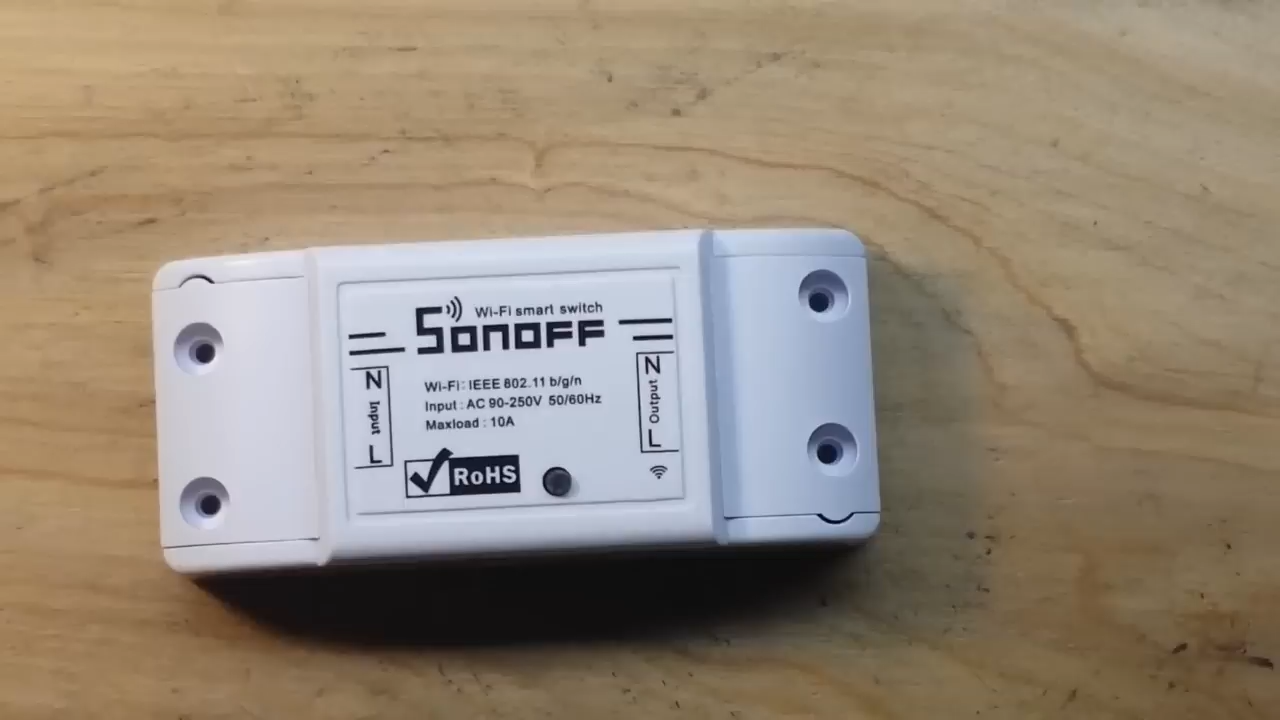 Wi-Fi smart switch
SONOFF
N Input L
Wi-Fi: IEEE 802.11 b/g/n
Input : AC 90-250V 50/60Hz
Maxload : 10A
N Output L
RoHS